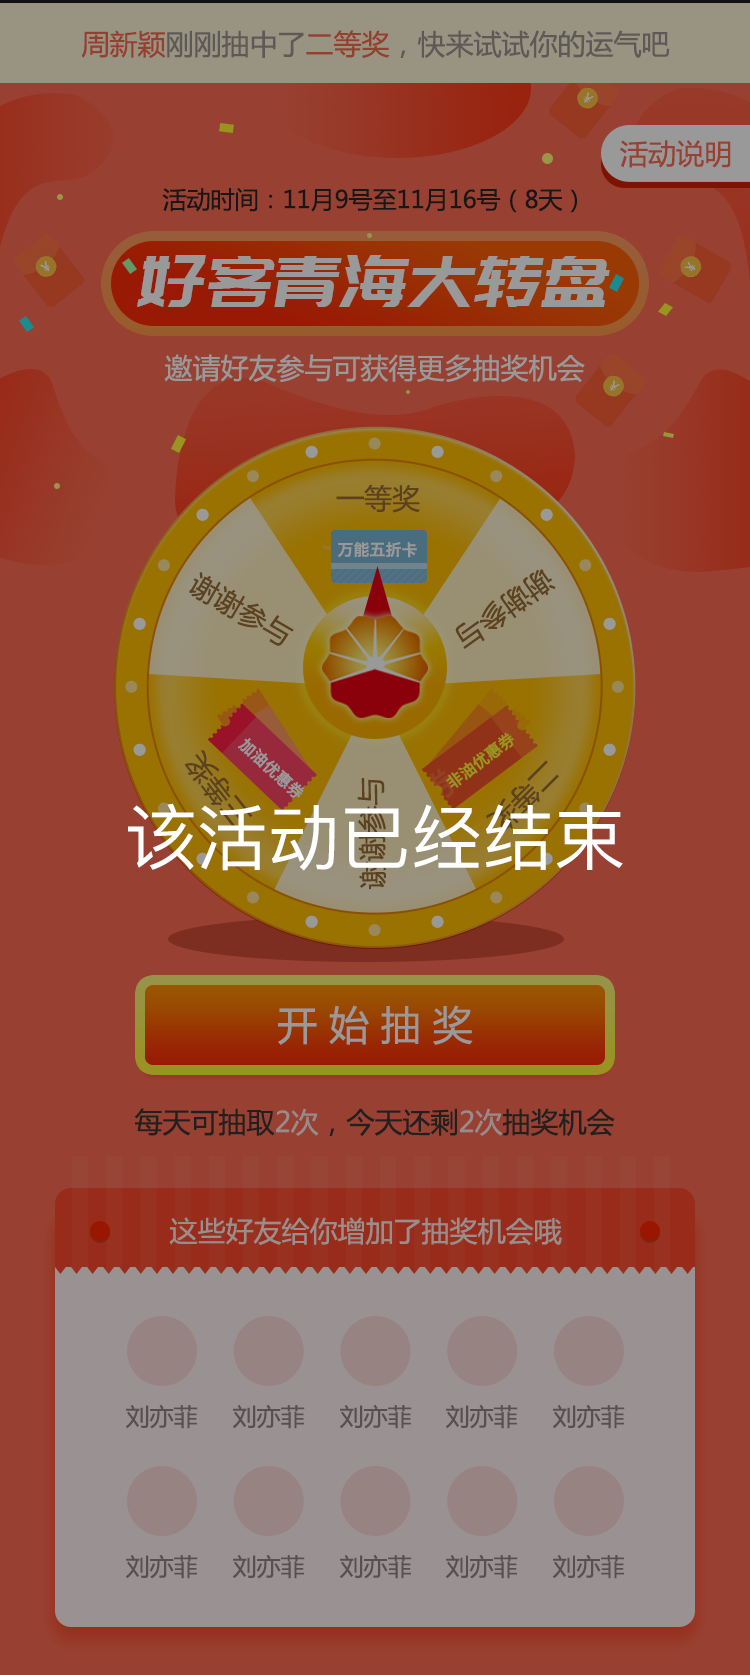 周新颖刚刚抽中了二等奖，快来试试你的运气吧
活动说明
活动时间：11月9号至11月16号（8天）
好客青海大转盘
邀请好友参与可获得更多抽奖机会
一等奖
万能五折卡
谢谢参与
谢谢参与
加油优惠券
非油优惠券
二等奖
谢谢参与
该活动已经结束
开始抽奖
每天可抽取2次，今天还剩2次抽奖机会
这些好友给你增加了抽奖机会哦
刘亦菲 刘亦菲 刘亦菲 刘亦菲 刘亦菲
刘亦菲 刘亦菲 刘亦菲 刘亦菲 刘亦菲